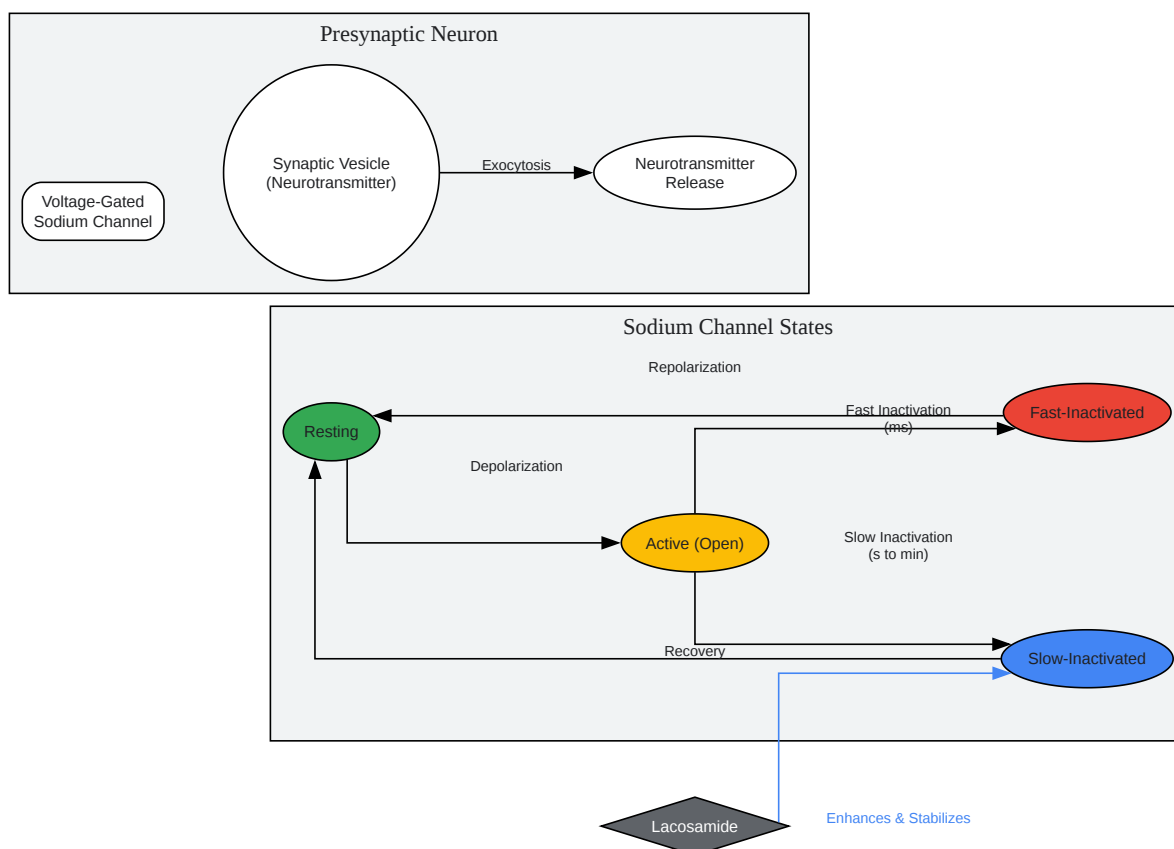 Presynaptic Neuron
Synaptic Vesicle
(Neurotransmitter)
Exocytosis
Neurotransmitter
Release
Voltage-Gated
Sodium Channel
Sodium Channel States
Repolarization
Resting
Fast Inactivation
(ms)
Fast-Inactivated
Depolarization
Active (Open)
Slow Inactivation
(s to min)
Recovery
Slow-Inactivated
Lacosamide
Enhances & Stabilizes